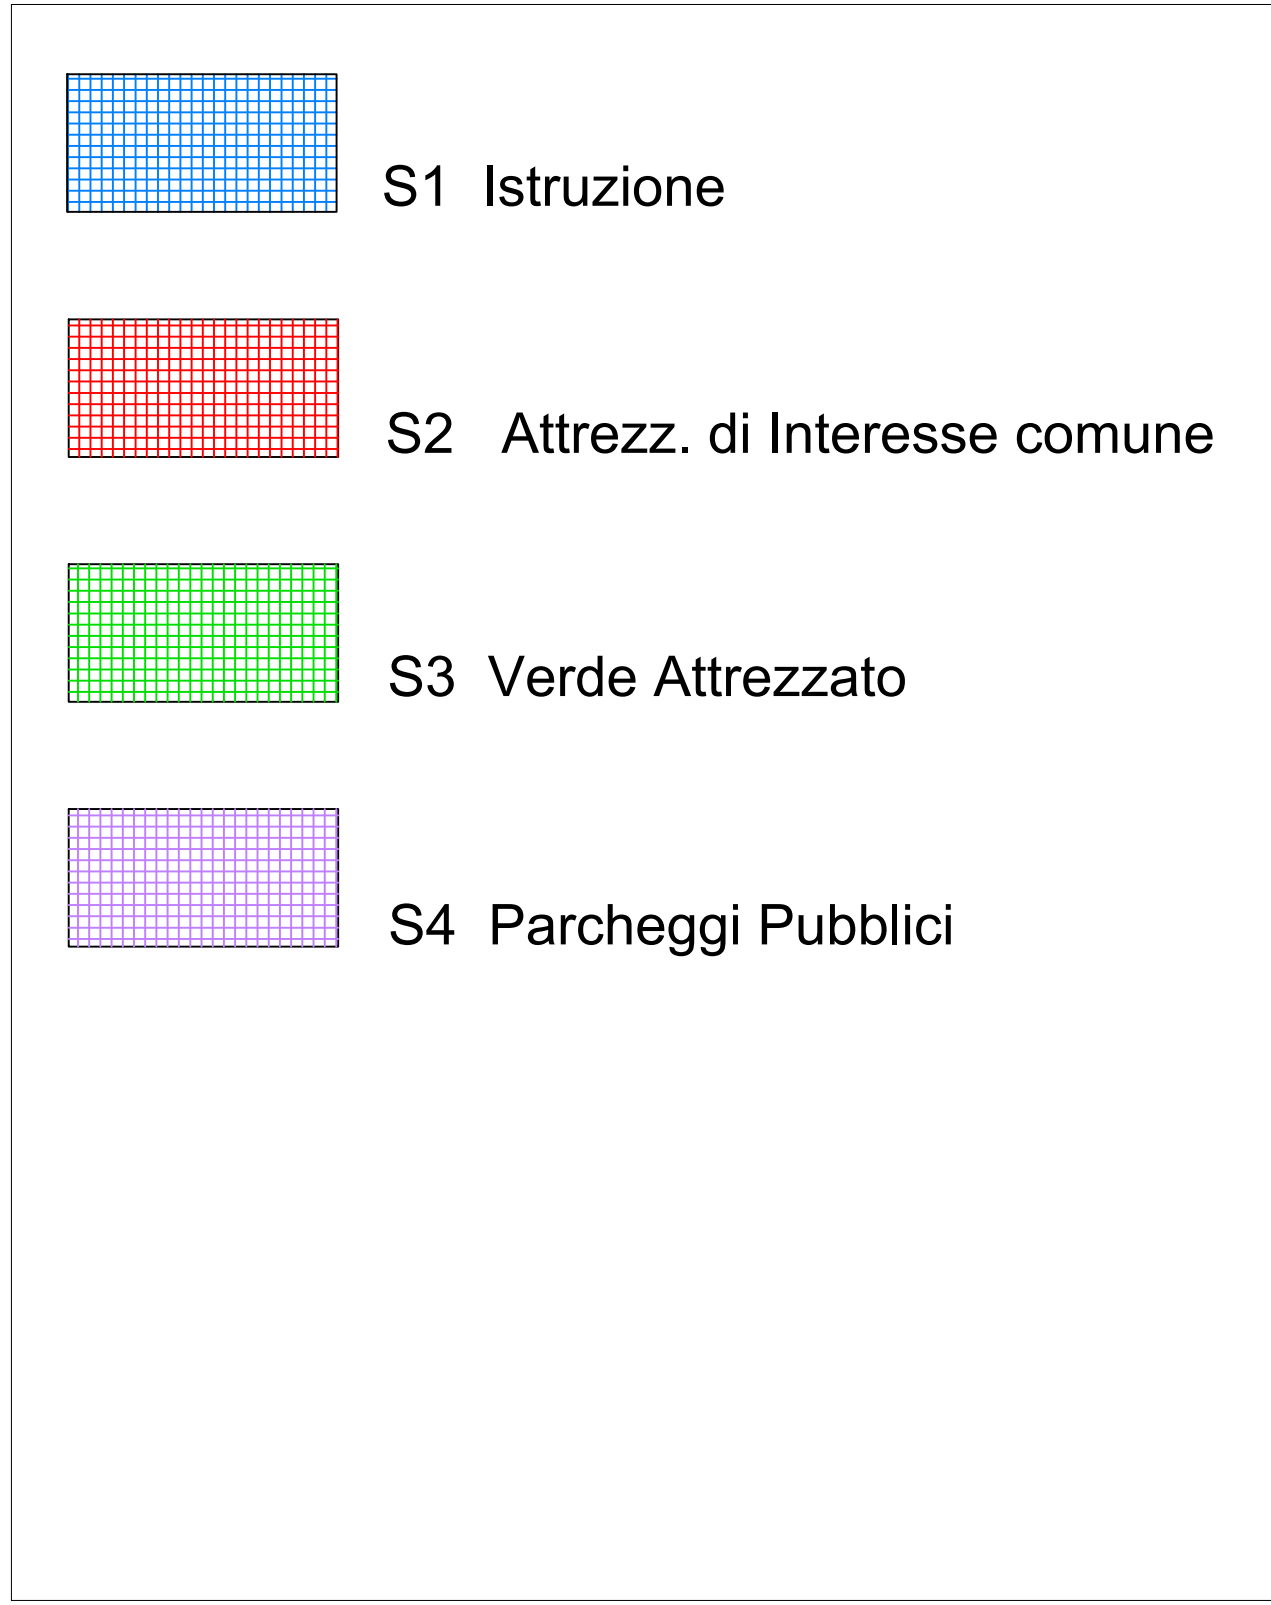 S1 Istruzione
S2 Attrezz. di Interesse comune
S3 Verde Attrezzato
S4 Parcheggi Pubblici